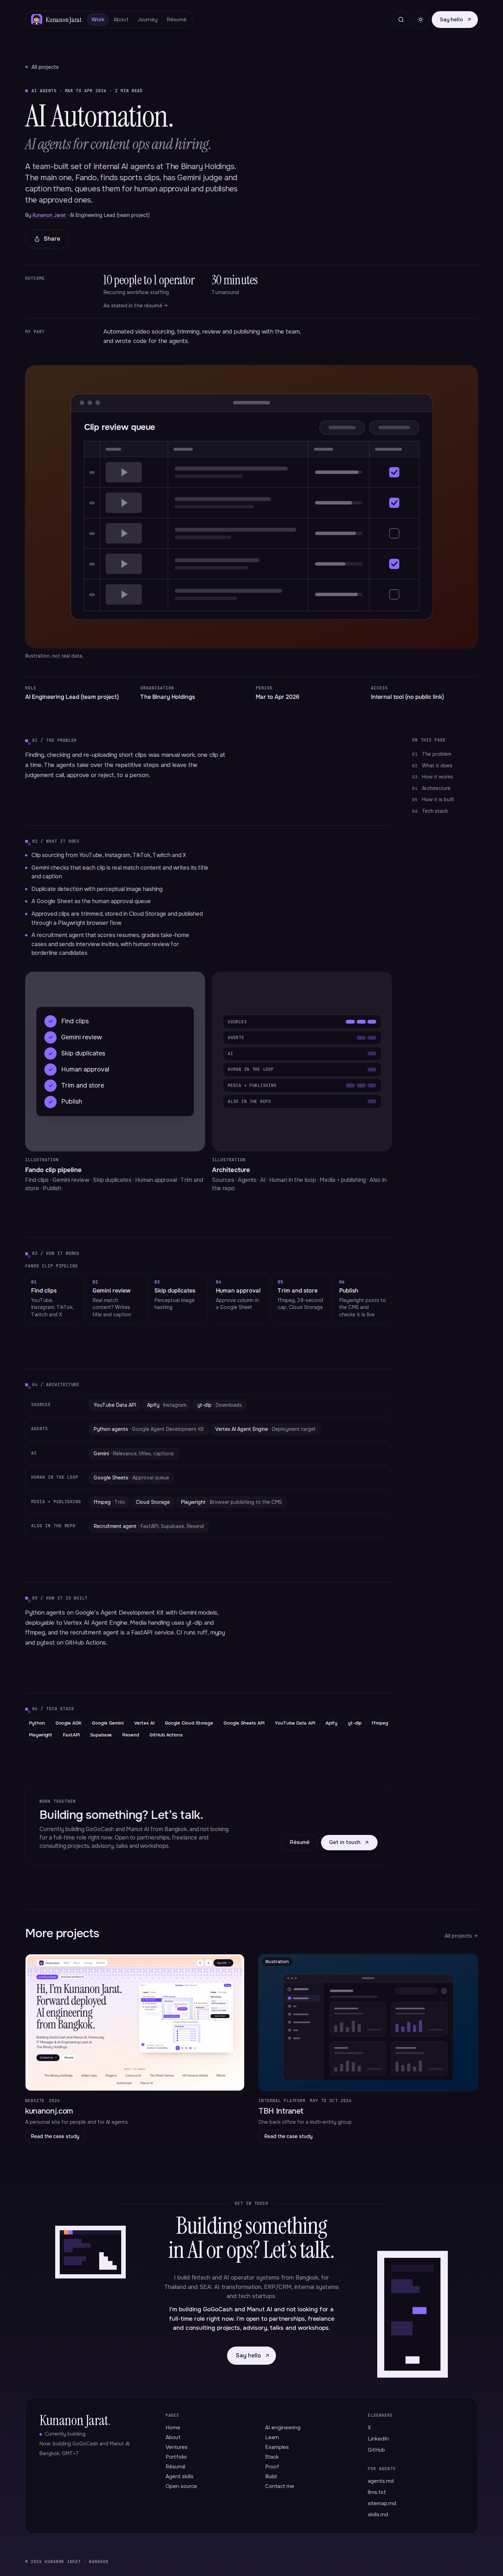 Kunanon Jarat
Work
About
Journey
Résumé
Say hello ↗
← All projects
AI AGENTS · MAR TO APR 2026 · 2 MIN READ
AI Automation.
AI agents for content ops and hiring.
A team-built set of internal AI agents at The Binary Holdings.
The main one, Fando, finds sports clips, has Gemini judge and
caption them, queues them for human approval and publishes
the approved ones.
By Kunanon Jarat · AI Engineering Lead (team project)
Share
OUTCOME
10 people to 1 operator
Recurring workflow staffing
30 minutes
Turnaround
As stated in the résumé →
MY PART
Automated video sourcing, trimming, review and publishing with the team,
and wrote code for the agents.
Clip review queue
Illustration, not real data.
ROLE
AI Engineering Lead (team project)
ORGANISATION
The Binary Holdings
PERIOD
Mar to Apr 2026
ACCESS
Internal tool (no public link)
01 / THE PROBLEM
Finding, checking and re-uploading short clips was manual work, one clip at
a time. The agents take over the repetitive steps and leave the
judgement call, approve or reject, to a person.
ON THIS PAGE
01 The problem
02 What it does
03 How it works
04 Architecture
05 How it is built
06 Tech stack
02 / WHAT IT DOES
Clip sourcing from YouTube, Instagram, TikTok, Twitch and X
Gemini checks that each clip is real match content and writes its title
and caption
Duplicate detection with perceptual image hashing
A Google Sheet as the human approval queue
Approved clips are trimmed, stored in Cloud Storage and published
through a Playwright browser flow
A recruitment agent that scores resumes, grades take-home
cases and sends interview invites, with human review for
borderline candidates
Find clips
Gemini review
Skip duplicates
Human approval
Trim and store
Publish
SOURCES
AGENTS
AI
HUMAN IN THE LOOP
MEDIA + PUBLISHING
ALSO IN THE REPO
ILLUSTRATION
Fando clip pipeline
Find clips · Gemini review · Skip duplicates · Human approval · Trim and
store · Publish
ILLUSTRATION
Architecture
Sources · Agents · AI · Human in the loop · Media + publishing · Also in
the repo
03 / HOW IT WORKS
FANDO CLIP PIPELINE
01
Find clips
YouTube,
Instagram, TikTok,
Twitch and X
02
Gemini review
Real match
content? Writes
title and caption
03
Skip duplicates
Perceptual image
hashing
04
Human approval
Approve column in
a Google Sheet
05
Trim and store
ffmpeg, 29-second
cap, Cloud Storage
06
Publish
Playwright posts to
the CMS and
checks it is live
04 / ARCHITECTURE
SOURCES
YouTube Data API
Apify · Instagram
yt-dlp · Downloads
AGENTS
Python agents · Google Agent Development Kit
Vertex AI Agent Engine · Deployment target
AI
Gemini · Relevance, titles, captions
HUMAN IN THE LOOP
Google Sheets · Approval queue
MEDIA + PUBLISHING
ffmpeg · Trim
Cloud Storage
Playwright · Browser publishing to the CMS
ALSO IN THE REPO
Recruitment agent · FastAPI, Supabase, Resend
05 / HOW IT IS BUILT
Python agents on Google's Agent Development Kit with Gemini models,
deployable to Vertex AI Agent Engine. Media handling uses yt-dlp and
ffmpeg, and the recruitment agent is a FastAPI service. CI runs ruff, mypy
and pytest on GitHub Actions.
06 / TECH STACK
Python
Google ADK
Google Gemini
Vertex AI
Google Cloud Storage
Google Sheets API
YouTube Data API
Apify
yt-dlp
ffmpeg
Playwright
FastAPI
Supabase
Resend
GitHub Actions
WORK TOGETHER
Building something? Let's talk.
Currently building GoGoCash and Manut AI from Bangkok, and not looking
for a full-time role right now. Open to partnerships, freelance and
consulting projects, advisory, talks and workshops.
Résumé
Get in touch ↗
More projects
All projects →
Hi, I'm Kunanon Jarat.
Forward deployed
AI engineering
from Bangkok.
Illustration
WEBSITE 2026
kunanonj.com
A personal site for people and for AI agents.
Read the case study
INTERNAL PLATFORM MAY TO OCT 2026
TBH Intranet
One back office for a multi-entity group.
Read the case study
GET IN TOUCH
Building something
in AI or ops? Let's talk.
I build fintech and AI operator systems from Bangkok, for
Thailand and SEA: AI transformation, ERP/CRM, internal systems
and tech startups.
I'm building GoGoCash and Manut AI and not looking for a
full-time role right now. I'm open to partnerships, freelance
and consulting projects, advisory, talks and workshops.
Say hello ↗
Kunanon Jarat.
Currently building
Now: building GoGoCash and Manut AI
Bangkok, GMT+7
PAGES
Home
About
Ventures
Portfolio
Résumé
Agent skills
Open source
AI engineering
Learn
Examples
Stack
Proof
Build
Contact me
ELSEWHERE
X
LinkedIn
GitHub
FOR AGENTS
agents.md
llms.txt
sitemap.md
skills.md
© 2026 KUNANON JARAT · BANGKOK